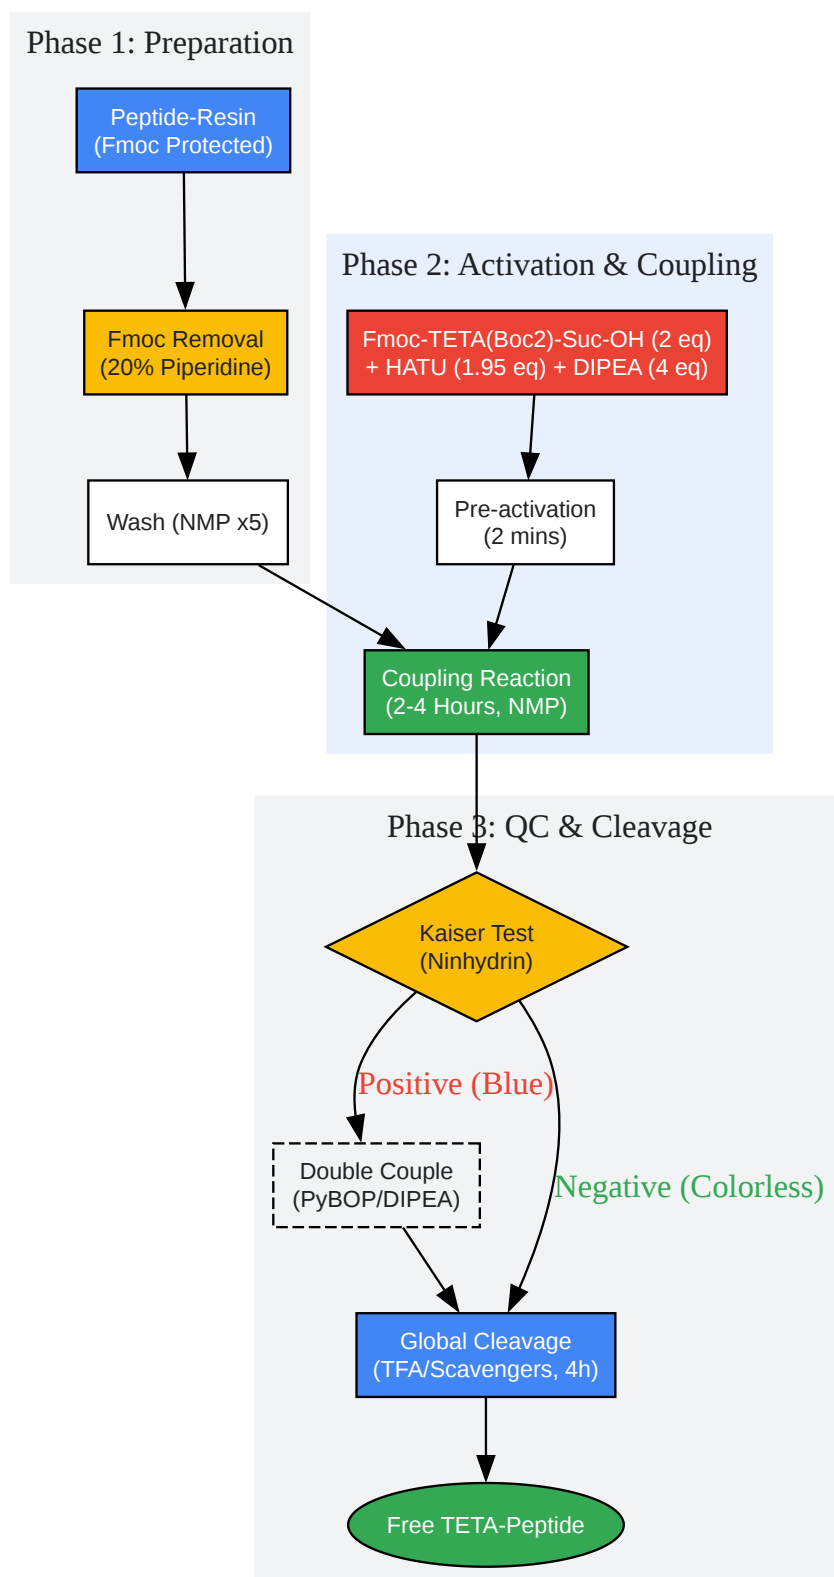 Phase 1: Preparation
Peptide-Resin
(Fmoc Protected)
Fmoc Removal
(20% Piperidine)
Wash (NMP x5)
Phase 2: Activation & Coupling
Fmoc-TETA(Boc2)-Suc-OH (2 eq)
+ HATU (1.95 eq) + DIPEA (4 eq)
Pre-activation
(2 mins)
Coupling Reaction
(2-4 Hours, NMP)
Phase 3: QC & Cleavage
Kaiser Test
(Ninhydrin)
Positive (Blue)
Double Couple
(PyBOP/DIPEA)
Negative (Colorless)
Global Cleavage
(TFA/Scavengers, 4h)
Free TETA-Peptide